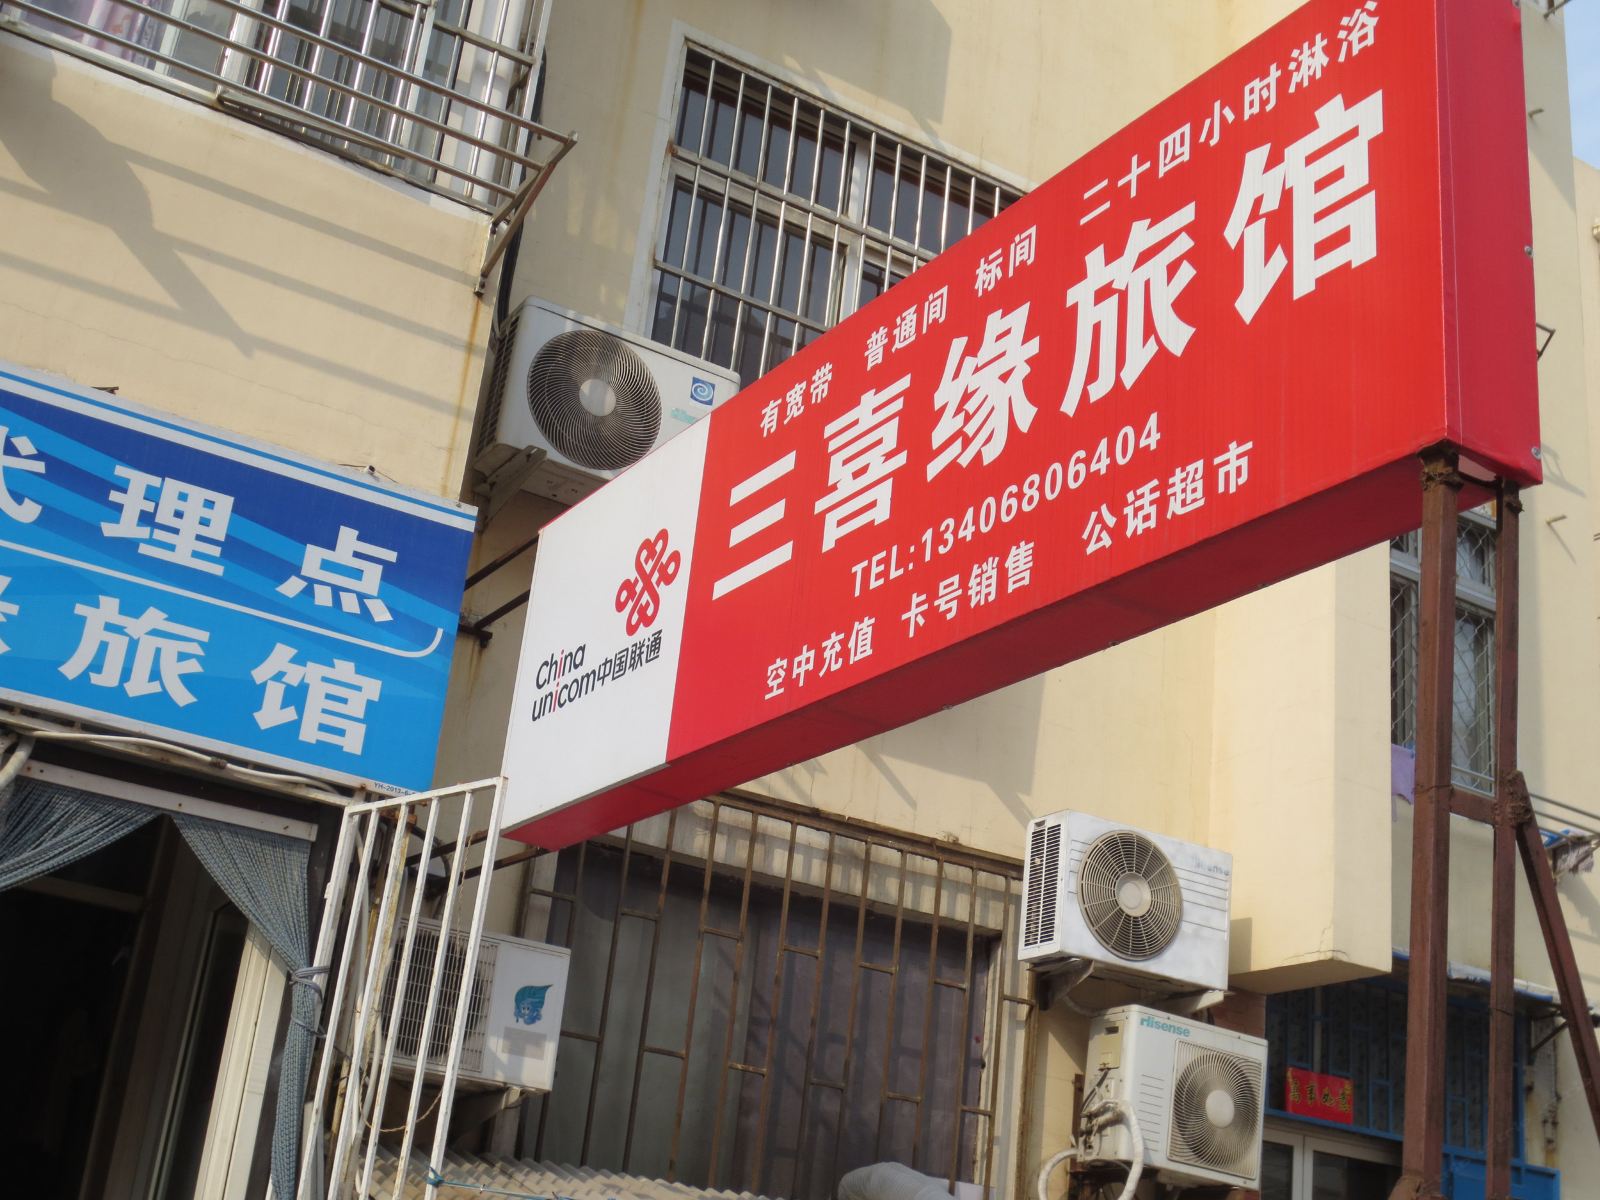 有宽带 普通间 标间 二十四小时淋浴
三喜缘旅馆
TEL:13406806404
空中充值 卡号销售 公话超市
China
unicom中国联通
代理点
缘旅馆
Hisense